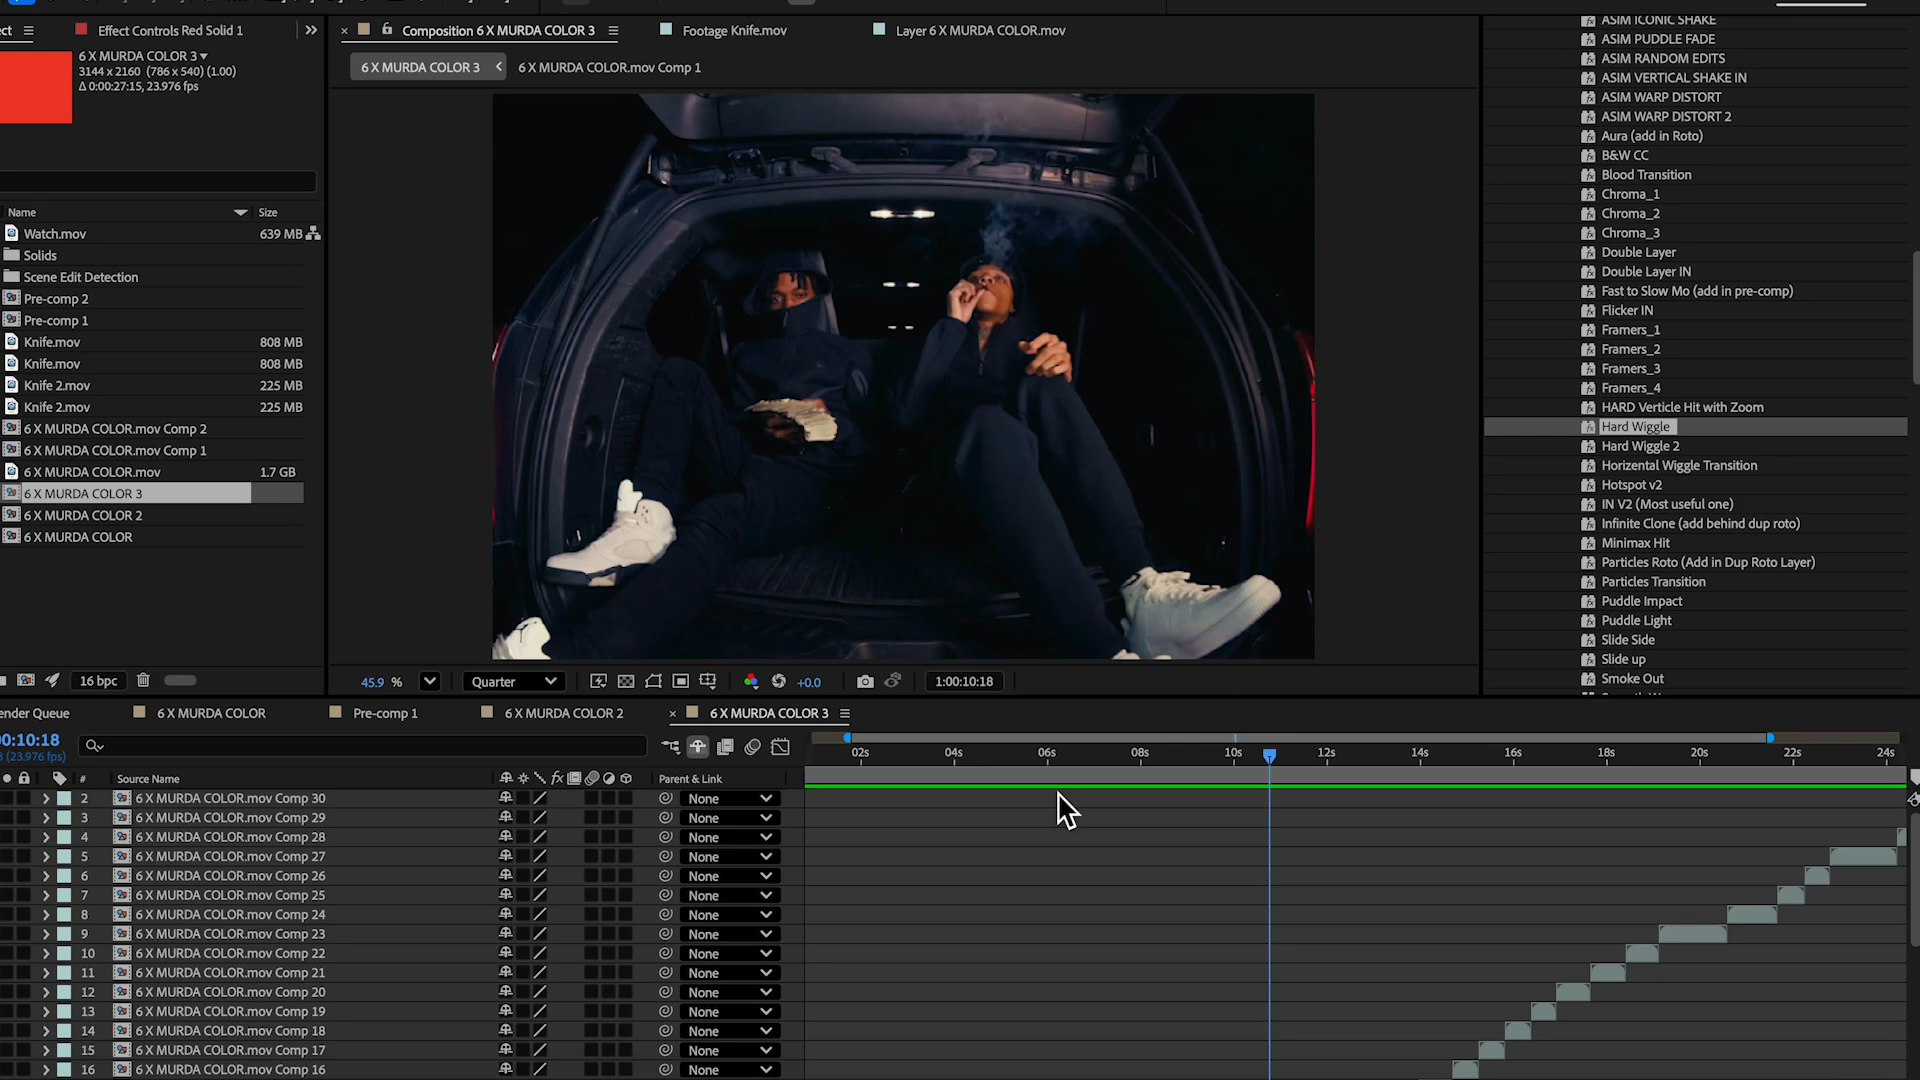 ct
Effect Controls Red Solid 1
6 X MURDA COLOR 3
3144 x 2160 (786 x 540) (1.00)
Δ 0:00:27:15, 23.976 fps
Name Size
Watch.mov 639 MB
Solids
Scene Edit Detection
Pre-comp 2
Pre-comp 1
Knife.mov 808 MB
Knife.mov 808 MB
Knife 2.mov 225 MB
Knife 2.mov 225 MB
6 X MURDA COLOR.mov Comp 2
6 X MURDA COLOR.mov Comp 1
6 X MURDA COLOR.mov 1.7 GB
6 X MURDA COLOR 3
6 X MURDA COLOR 2
6 X MURDA COLOR
16 bpc
Composition 6 X MURDA COLOR 3
Footage Knife.mov
Layer 6 X MURDA COLOR.mov
6 X MURDA COLOR 3
6 X MURDA COLOR.mov Comp 1
45.9 %
Quarter
+0.0
1:00:10:18
ASIM ICONIC SHAKE
ASIM PUDDLE FADE
ASIM RANDOM EDITS
ASIM VERTICAL SHAKE IN
ASIM WARP DISTORT
ASIM WARP DISTORT 2
Aura (add in Roto)
B&W CC
Blood Transition
Chroma_1
Chroma_2
Chroma_3
Double Layer
Double Layer IN
Fast to Slow Mo (add in pre-comp)
Flicker IN
Framers_1
Framers_2
Framers_3
Framers_4
HARD Verticle Hit with Zoom
Hard Wiggle
Hard Wiggle 2
Horizental Wiggle Transition
Hotspot v2
IN V2 (Most useful one)
Infinite Clone (add behind dup roto)
Minimax Hit
Particles Roto (Add in Dup Roto Layer)
Particles Transition
Puddle Impact
Puddle Light
Slide Side
Slide up
Smoke Out
ender Queue
6 X MURDA COLOR
Pre-comp 1
6 X MURDA COLOR 2
6 X MURDA COLOR 3
00:10:18
(23.976 fps)
02s 04s 06s 08s 10s 12s 14s 16s 18s 20s 22s 24s
# Source Name fx Parent & Link
2 6 X MURDA COLOR.mov Comp 30 None
3 6 X MURDA COLOR.mov Comp 29 None
4 6 X MURDA COLOR.mov Comp 28 None
5 6 X MURDA COLOR.mov Comp 27 None
6 6 X MURDA COLOR.mov Comp 26 None
7 6 X MURDA COLOR.mov Comp 25 None
8 6 X MURDA COLOR.mov Comp 24 None
9 6 X MURDA COLOR.mov Comp 23 None
10 6 X MURDA COLOR.mov Comp 22 None
11 6 X MURDA COLOR.mov Comp 21 None
12 6 X MURDA COLOR.mov Comp 20 None
13 6 X MURDA COLOR.mov Comp 19 None
14 6 X MURDA COLOR.mov Comp 18 None
15 6 X MURDA COLOR.mov Comp 17 None
16 6 X MURDA COLOR.mov Comp 16 None